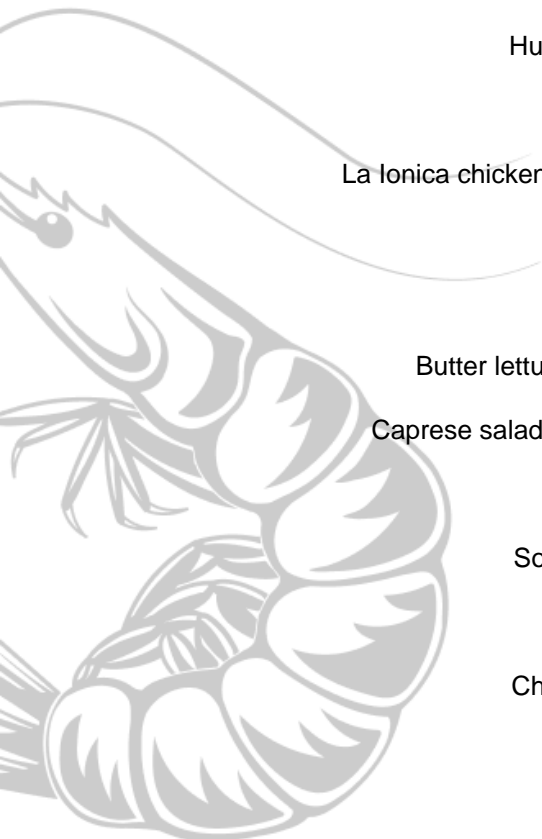 Hu
La Ionica chicken
Butter lettu
Caprese salad
So
Ch